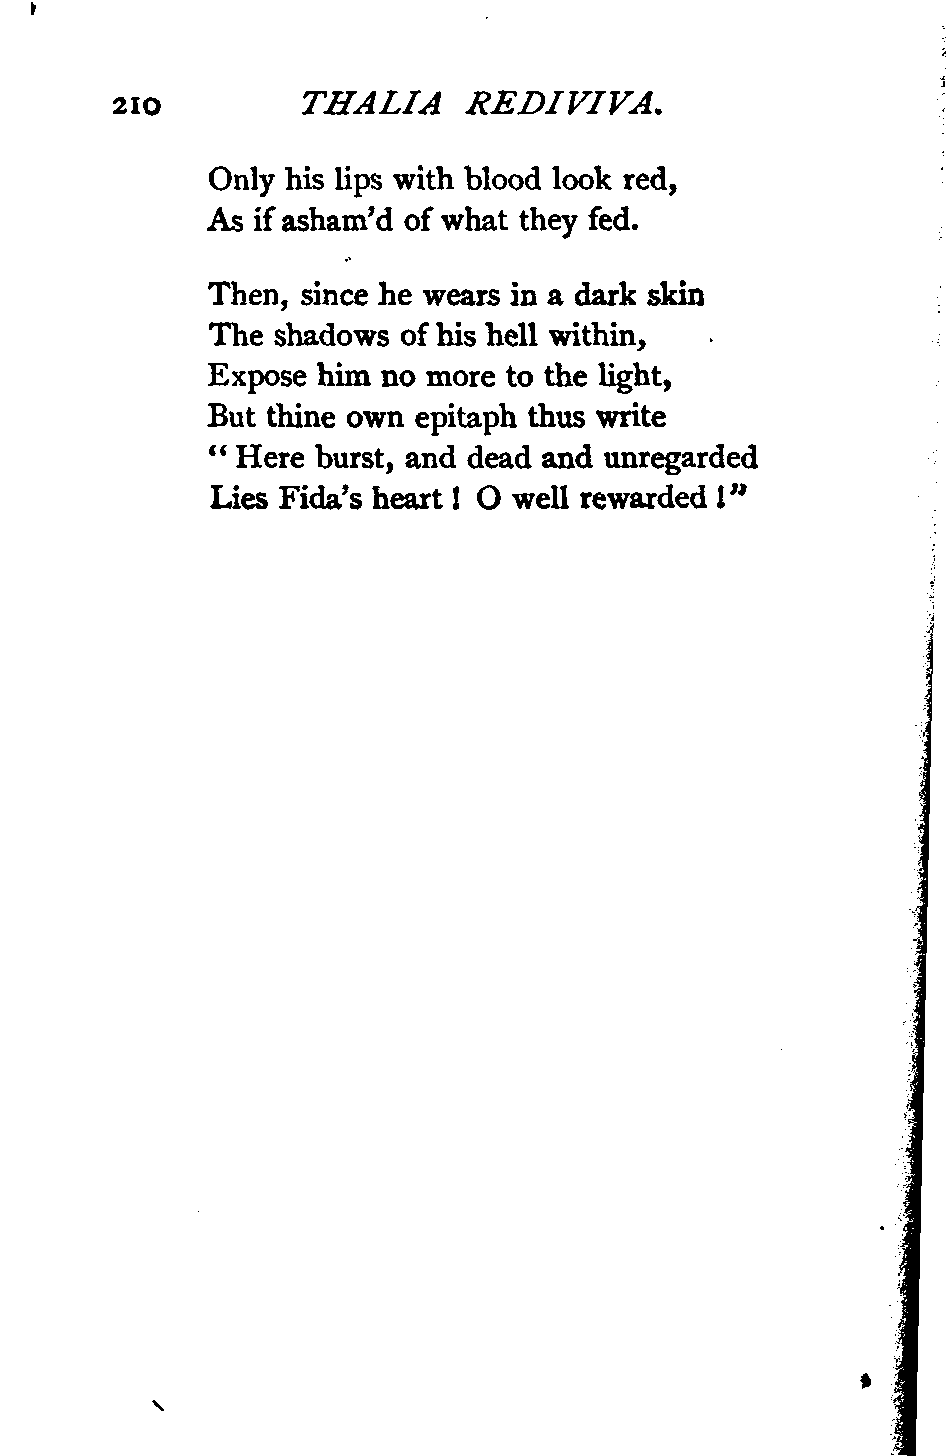 210 THALIA REDIVIVA.
Only his lips with blood look red,
As if asham'd of what they fed.
Then, since he wears in a dark skin
The shadows of his hell within,
Expose him no more to the light,
But thine own epitaph thus write
“ Here burst, and dead and unregarded
Lies Fida's heart ! O well rewarded !”